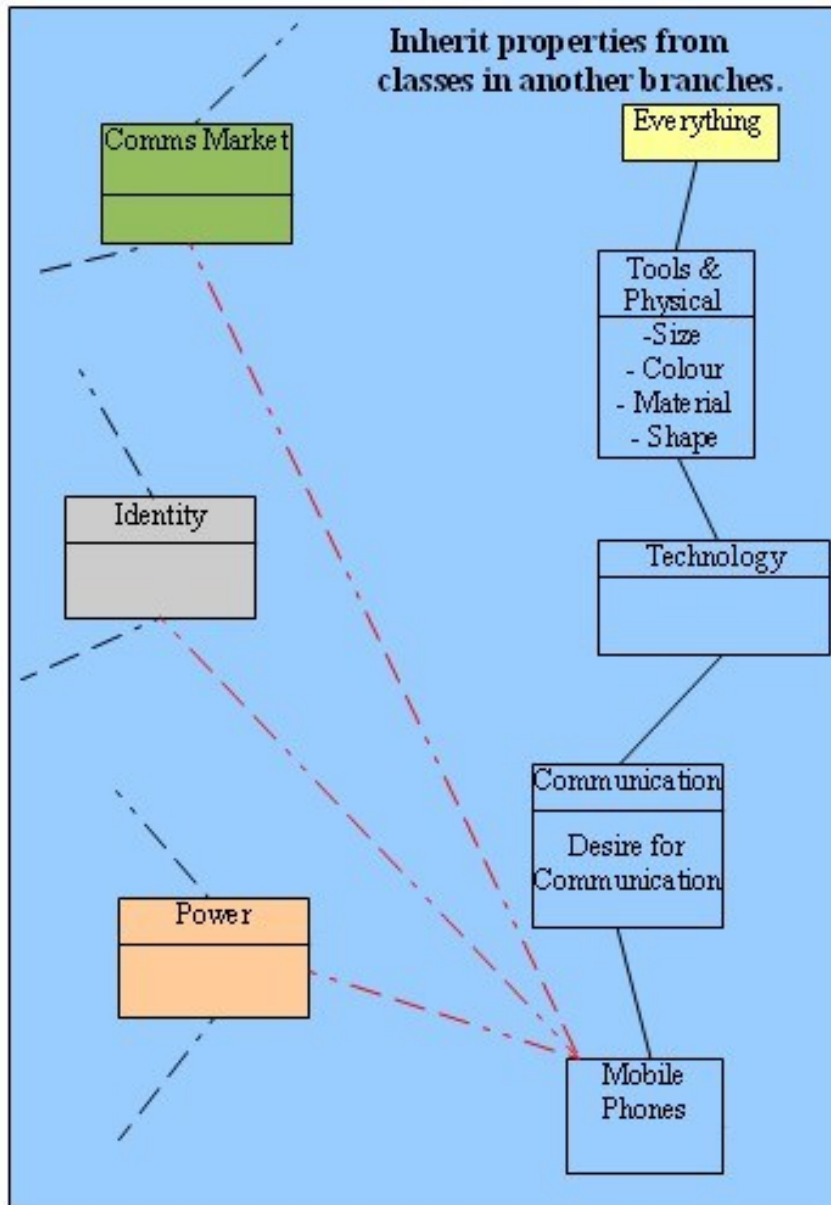 Inherit properties from
classes in another branches.
Everything
Comms Market
Tools &
Physical
-Size
- Colour
- Material
- Shape
Identity
Technology
Communication
Desire for
Communication
Power
Mobile
Phones